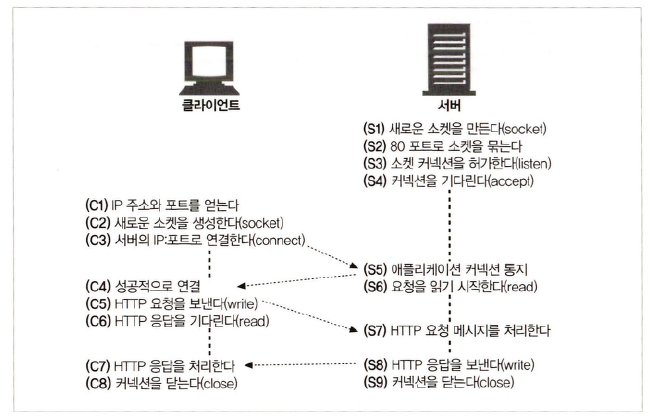 클라이언트
서버
(S1) 새로운 소켓을 만든다(socket)
(S2) 80 포트로 소켓을 묶는다
(S3) 소켓 커넥션을 허가한다(listen)
(S4) 커넥션을 기다린다(accept)
(C1) IP 주소와 포트를 얻는다
(C2) 새로운 소켓을 생성한다(socket)
(C3) 서버의 IP:포트로 연결한다(connect)
(S5) 애플리케이션 커넥션 통지
(S6) 요청을 읽기 시작한다(read)
(C4) 성공적으로 연결
(C5) HTTP 요청을 보낸다(write)
(C6) HTTP 응답을 기다린다(read)
(S7) HTTP 요청 메시지를 처리한다
(C7) HTTP 응답을 처리한다
(C8) 커넥션을 닫는다(close)
(S8) HTTP 응답을 보낸다(write)
(S9) 커넥션을 닫는다(close)